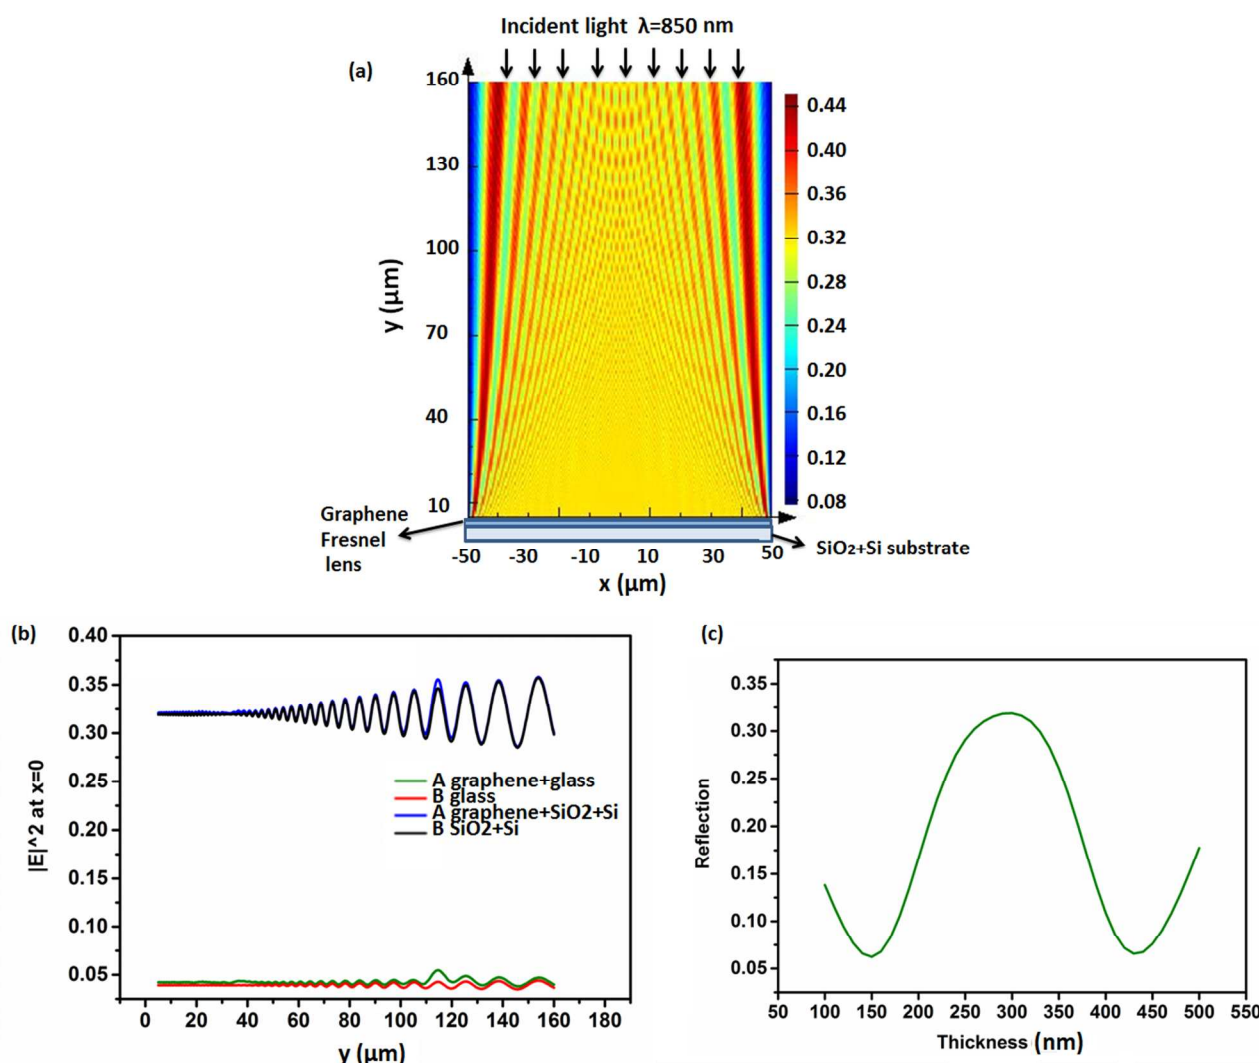 Incident light λ=850 nm
(a)
160
130
100
70
40
10
y (μm)
0.44
0.40
0.36
0.32
0.28
0.24
0.20
0.16
0.12
0.08
Graphene
Fresnel
lens
-50 -30 -10 10 30 50
x (μm)
SiO₂+Si substrate
(b)
0.40
0.35
0.30
0.25
0.20
0.15
0.10
0.05
|E|^2 at x=0
A graphene+glass
B glass
A graphene+SiO2+Si
B SiO2+Si
0 20 40 60 80 100 120 140 160 180
y (μm)
(c)
0.35
0.30
0.25
0.20
0.15
0.10
0.05
Reflection
50 100 150 200 250 300 350 400 450 500 550
Thickness (nm)